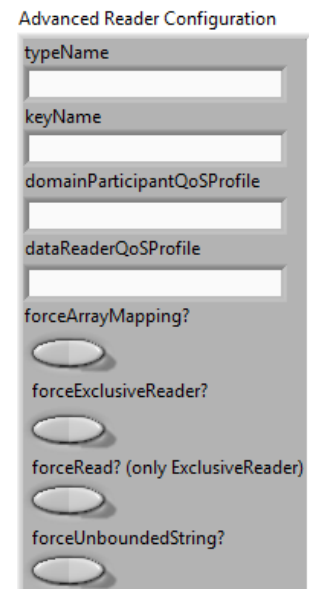 Advanced Reader Configuration
typeName
keyName
domainParticipantQoSProfile
dataReaderQoSProfile
forceArrayMapping?
forceExclusiveReader?
forceRead? (only ExclusiveReader)
forceUnboundedString?